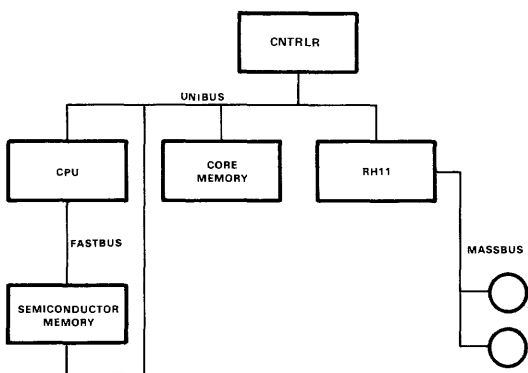 CNTRLR
UNIBUS
CPU
CORE
MEMORY
RH11
FASTBUS
MASSBUS
SEMICONDUCTOR
MEMORY